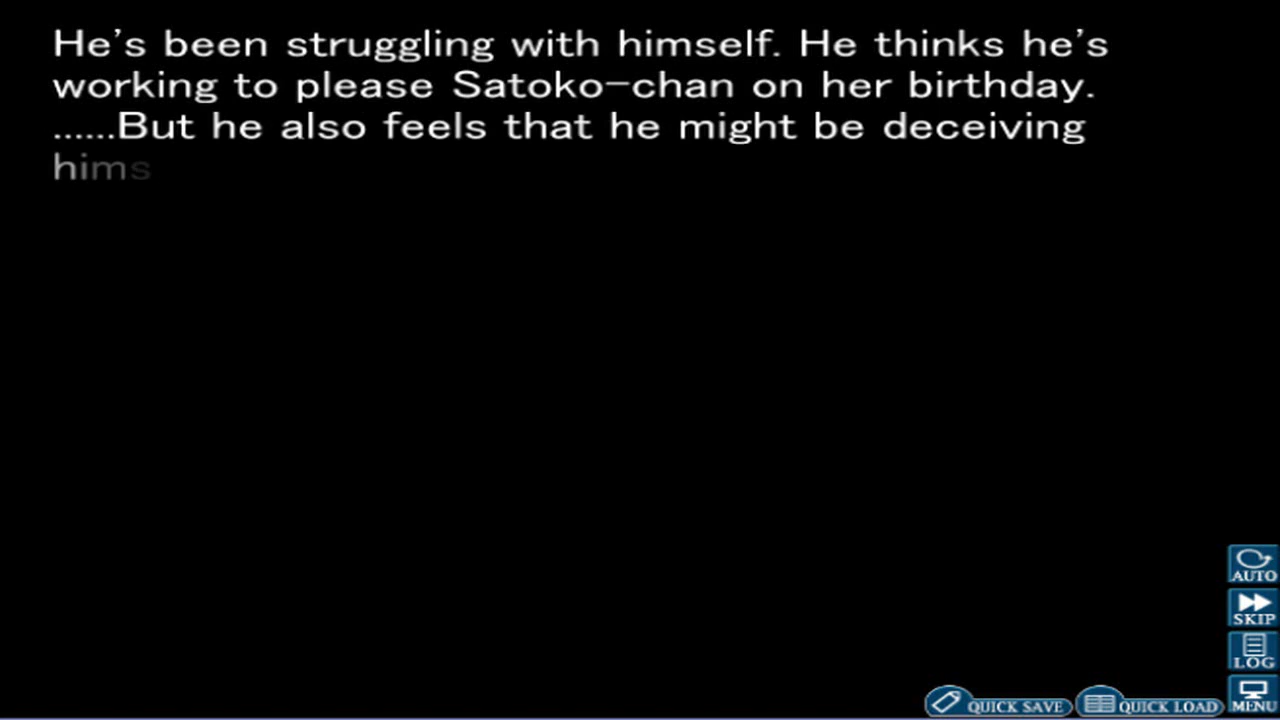 He's been struggling with himself. He thinks he's
working to please Satoko-chan on her birthday.
......But he also feels that he might be deceiving
hims
AUTO
SKIP
LOG
QUICK SAVE
QUICK LOAD
MENU